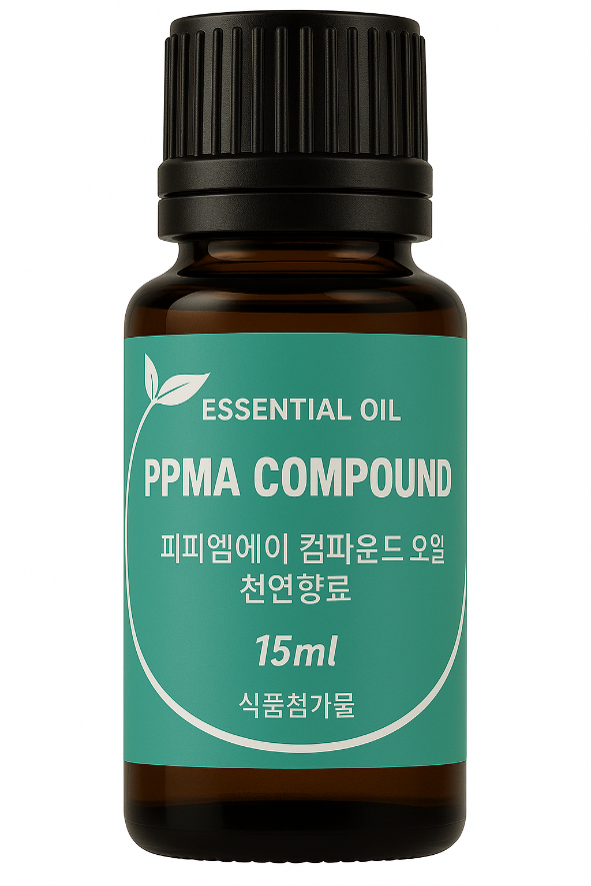 ESSENTIAL OIL
PPMA COMPOUND
피피엠에이 컴파운드 오일
천연향료
15ml
식품첨가물